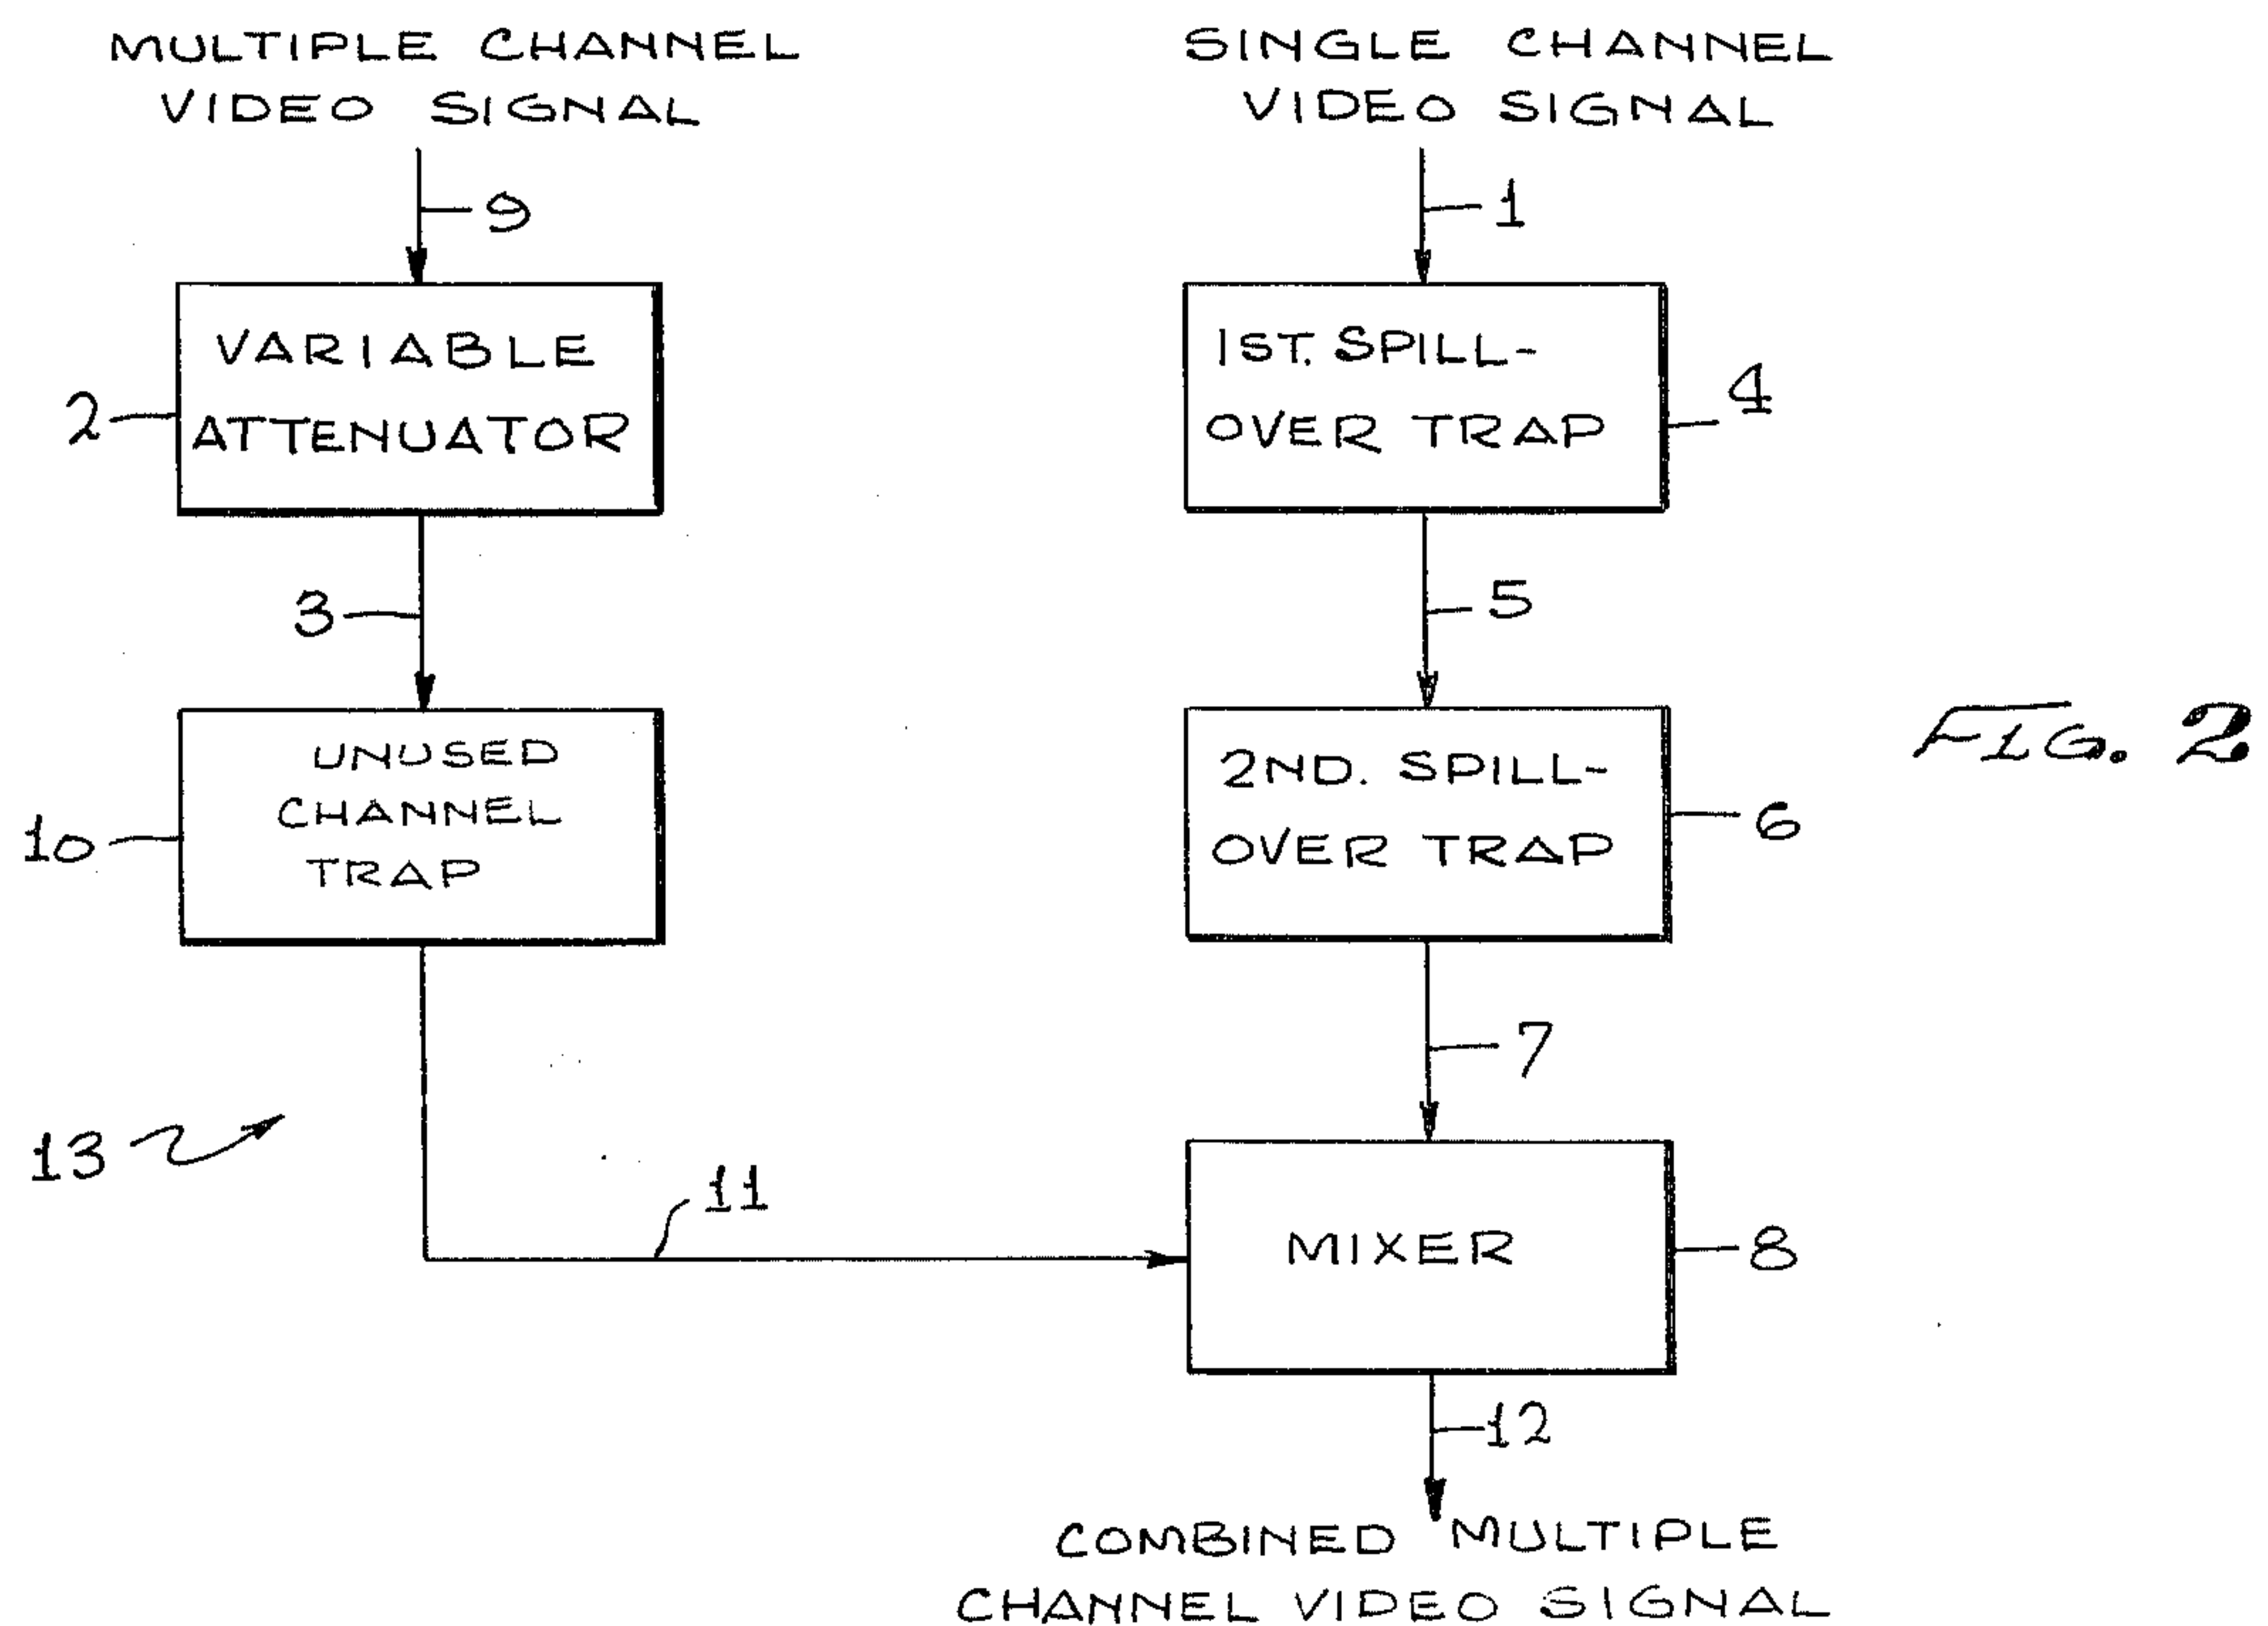 MULTIPLE CHANNEL
VIDEO SIGNAL
SINGLE CHANNEL
VIDEO SIGNAL
9
1
VARIABLE
ATTENUATOR
2
1ST. SPILL-
OVER TRAP
4
3
5
UNUSED
CHANNEL
TRAP
10
2ND. SPILL-
OVER TRAP
6
FIG. 2
7
13
11
MIXER
8
12
COMBINED MULTIPLE
CHANNEL VIDEO SIGNAL